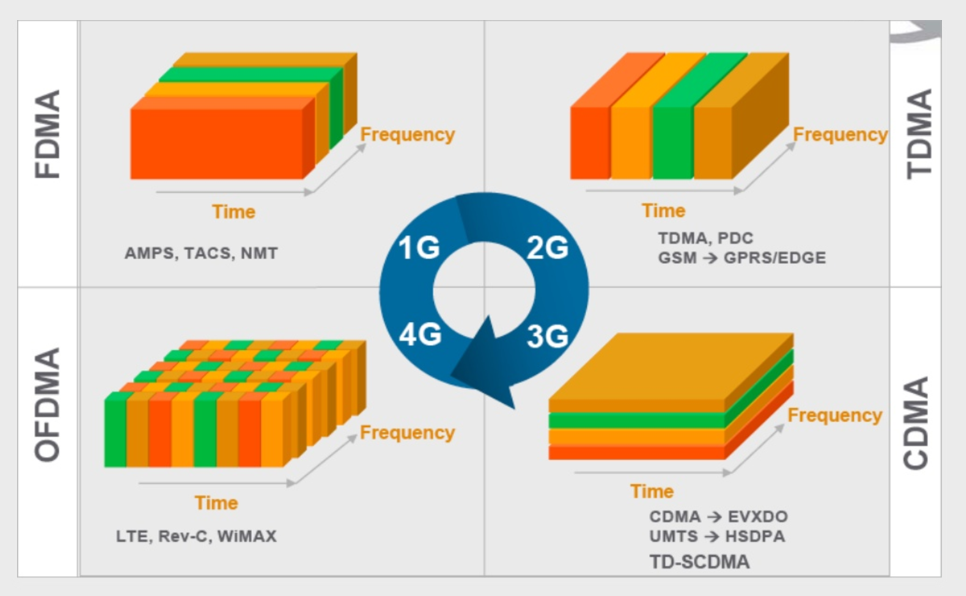 FDMA
Frequency
Time
AMPS, TACS, NMT
TDMA
Frequency
Time
TDMA, PDC
GSM → GPRS/EDGE
1G
2G
4G
3G
OFDMA
Frequency
Time
LTE, Rev-C, WiMAX
CDMA
Frequency
Time
CDMA → EVXDO
UMTS → HSDPA
TD-SCDMA